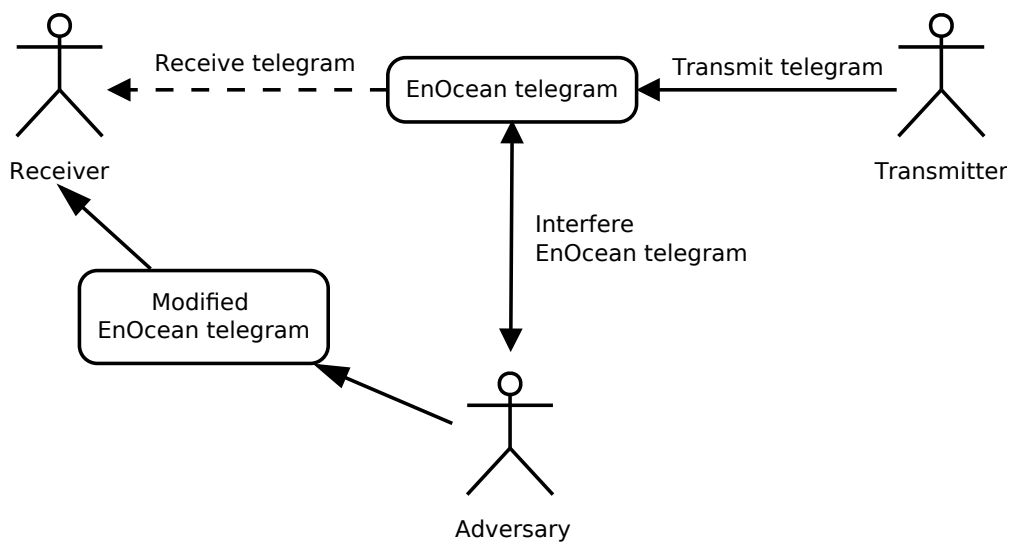 Receive telegram
EnOcean telegram
Transmit telegram
Receiver
Transmitter
Interfere
EnOcean telegram
Modified
EnOcean telegram
Adversary